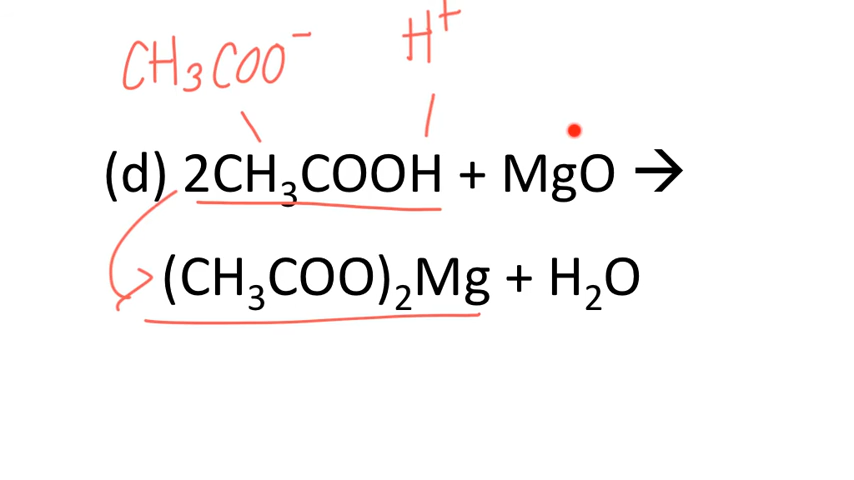 CH₃COO⁻ H⁺
(d) 2CH₃COOH + MgO →
(CH₃COO)₂Mg + H₂O